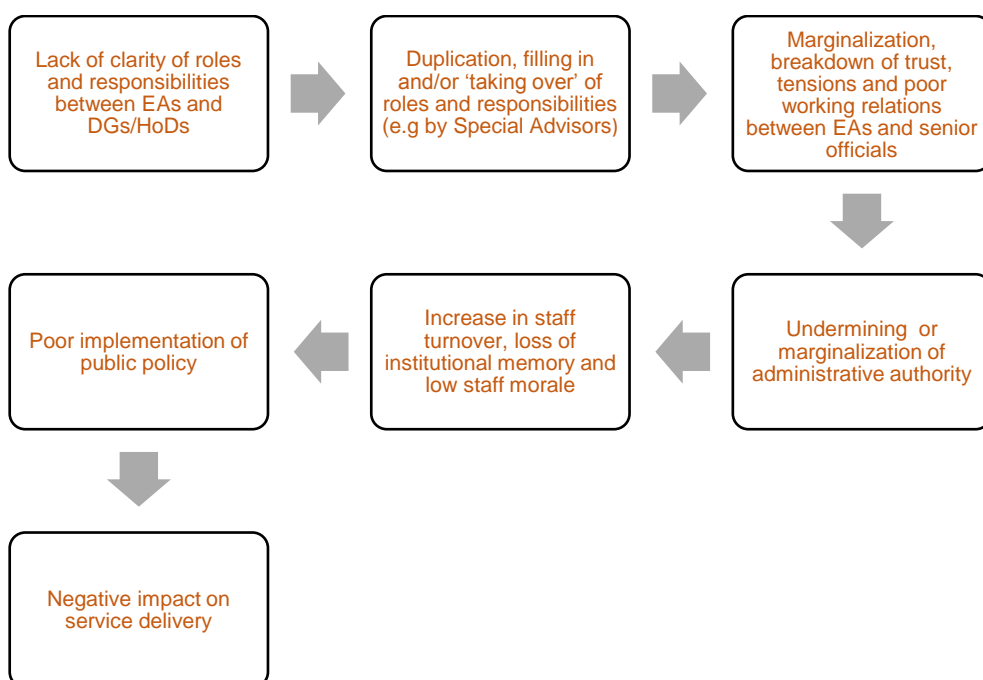 Lack of clarity of roles
and responsibilities
between EAs and
DGs/HoDs
Duplication, filling in
and/or ‘taking over’ of
roles and responsibilities
(e.g by Special Advisors)
Marginalization,
breakdown of trust,
tensions and poor
working relations
between EAs and senior
officials
Undermining or
marginalization of
administrative authority
Increase in staff
turnover, loss of
institutional memory and
low staff morale
Poor implementation of
public policy
Negative impact on
service delivery